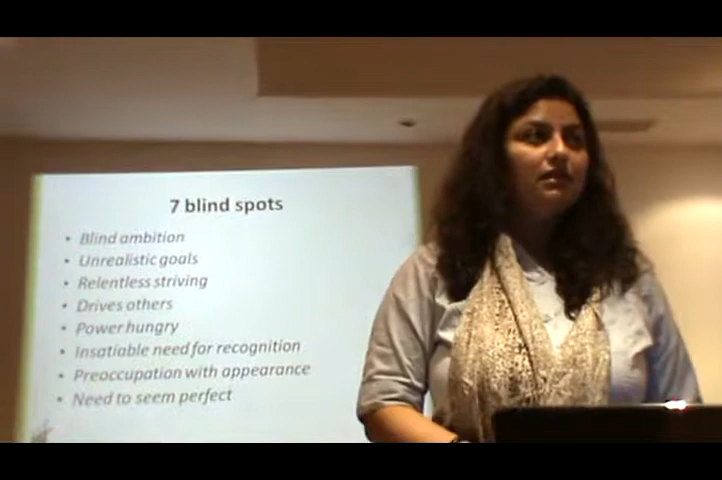 7 blind spots
• Blind ambition
• Unrealistic goals
• Relentless striving
• Drives others
• Power hungry
• Insatiable need for recognition
• Preoccupation with appearance
• Need to seem perfect